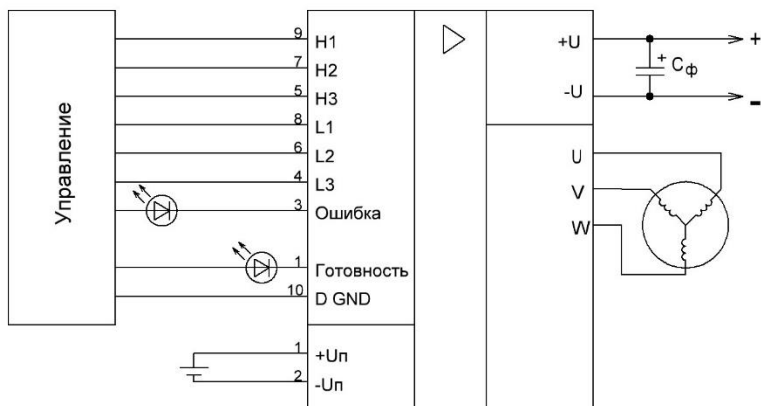 Управление
9 H1
7 H2
5 H3
8 L1
6 L2
4 L3
3 Ошибка
1 Готовность
10 D GND
1 +Uп
2 -Uп
+U
-U
U
V
W
+ Cф
+
-